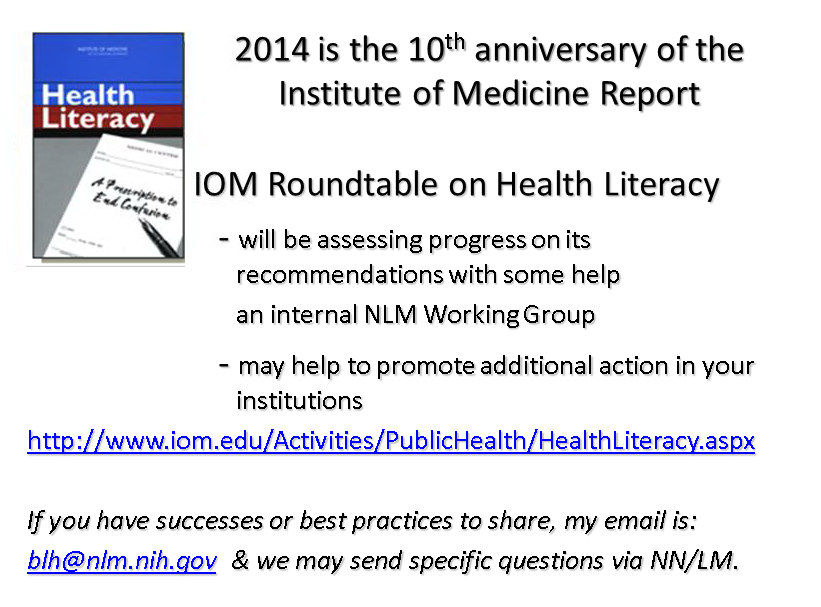 2014 is the 10th anniversary of the
Institute of Medicine Report
INSTITUTE OF MEDICINE
Health
Literacy
A Prescription to
End Confusion
IOM Roundtable on Health Literacy
- will be assessing progress on its
recommendations with some help
an internal NLM Working Group
- may help to promote additional action in your
institutions
http://www.iom.edu/Activities/PublicHealth/HealthLiteracy.aspx
If you have successes or best practices to share, my email is:
blh@nlm.nih.gov & we may send specific questions via NN/LM.